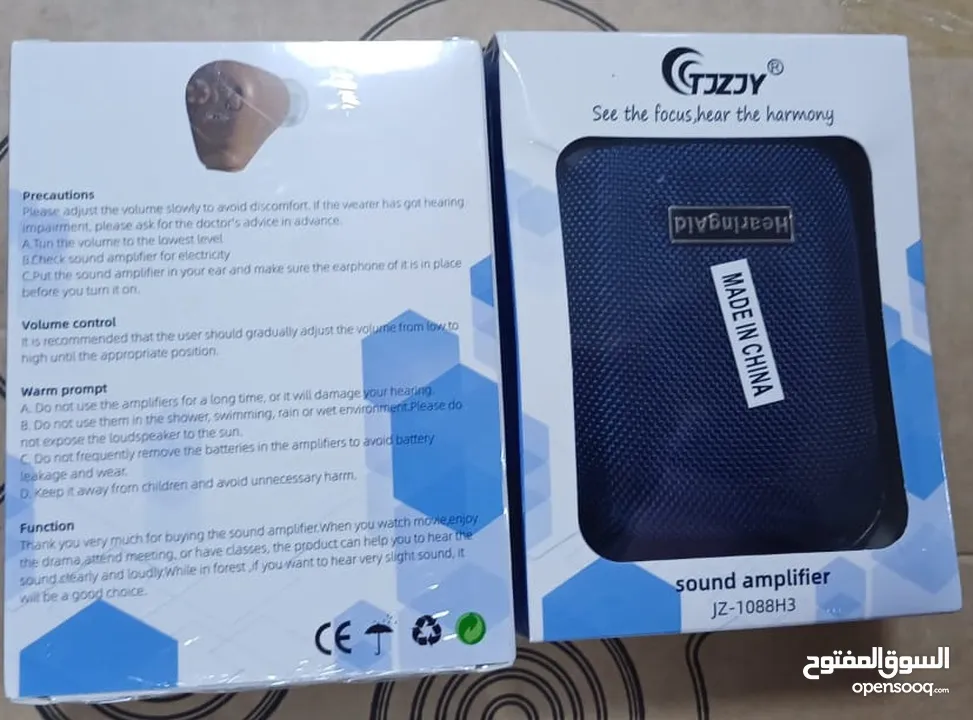 Precautions
Please adjust the volume slowly to avoid discomfort. If the wearer has got hearing
impairment, please ask for the doctor's advice in advance.
A.Tun the volume to the lowest level
B.Check sound amplifier for electricity
C.Put the sound amplifier in your ear and make sure the earphone of it is in place
before you turn it on.
Volume control
It is recommended that the user should gradually adjust the volume from low to
high until the appropriate position.
Warm prompt
A. Do not use the amplifiers for a long time, or it will damage your hearing.
B. Do not use them in the shower, swimming, rain or wet environment.Please do
not expose the loudspeaker to the sun.
C. Do not frequently remove the batteries in the amplifiers to avoid battery
leakage and wear.
D. Keep it away from children and avoid unnecessary harm.
Function
Thank you very much for buying the sound amplifier.When you watch movie,enjoy
the drama,attend meeting, or have classes, the product can help you to hear the
sound clearly and loudly.While in forest ,if you want to hear very slight sound, it
will be a good choice.
CE
TJZJY®
See the focus,hear the harmony
HearingAid
MADE IN CHINA
sound amplifier
JZ-1088H3
السوق المفتوح
opensooq.com